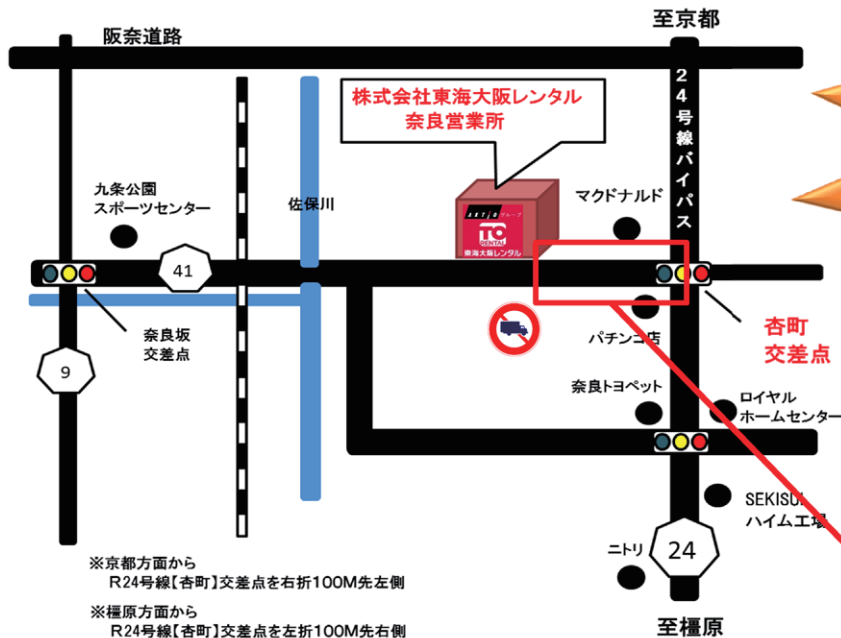 至京都
阪奈道路
24号線バイパス
株式会社東海大阪レンタル
奈良営業所
九条公園
スポーツセンター
佐保川
マクドナルド
AKTIO グループ
TO
RENTAL
東海大阪レンタル
41
奈良坂
交差点
パチンコ店
杏町
交差点
9
奈良トヨペット
ロイヤル
ホームセンター
SEKISUI
ハイム工場
ニトリ
24
※京都方面から
R24号線【杏町】交差点を右折100M先左側
※橿原方面から
R24号線【杏町】交差点を左折100M先右側
至橿原